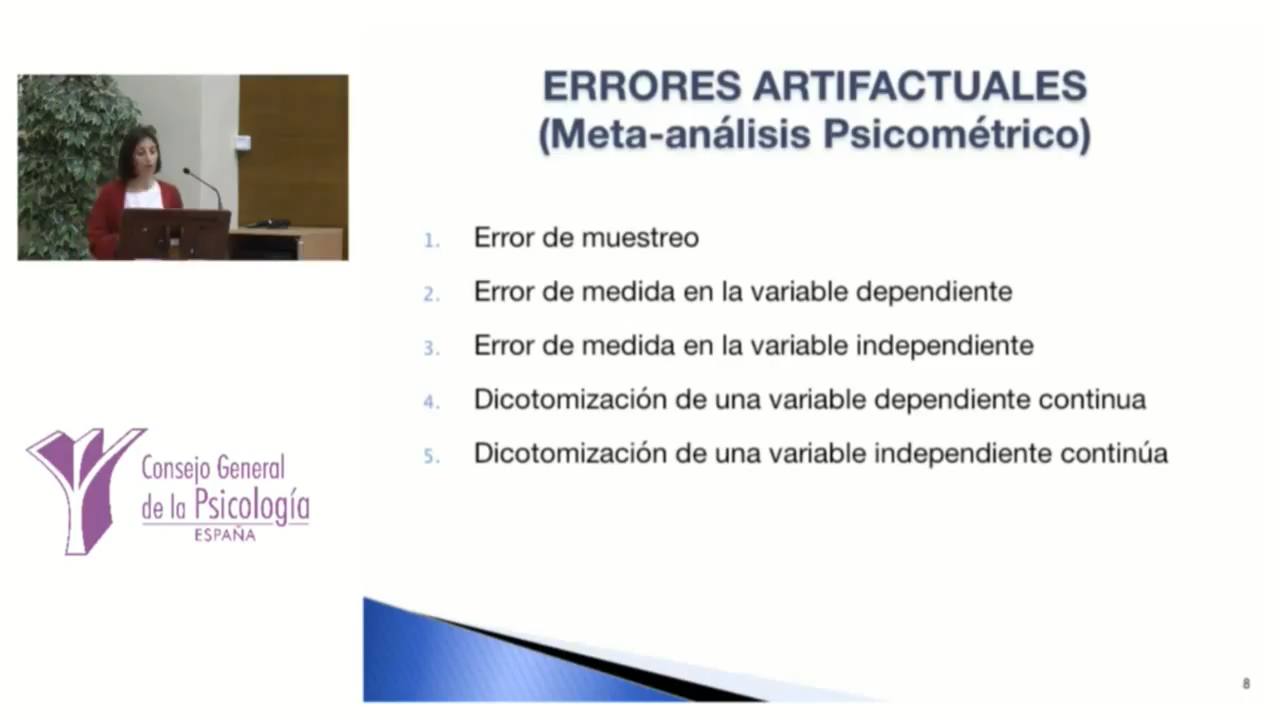 ERRORES ARTIFACTUALES
(Meta-análisis Psicométrico)
1. Error de muestreo
2. Error de medida en la variable dependiente
3. Error de medida en la variable independiente
4. Dicotomización de una variable dependiente continua
5. Dicotomización de una variable independiente continúa
Consejo General
de la Psicología
ESPAÑA
8